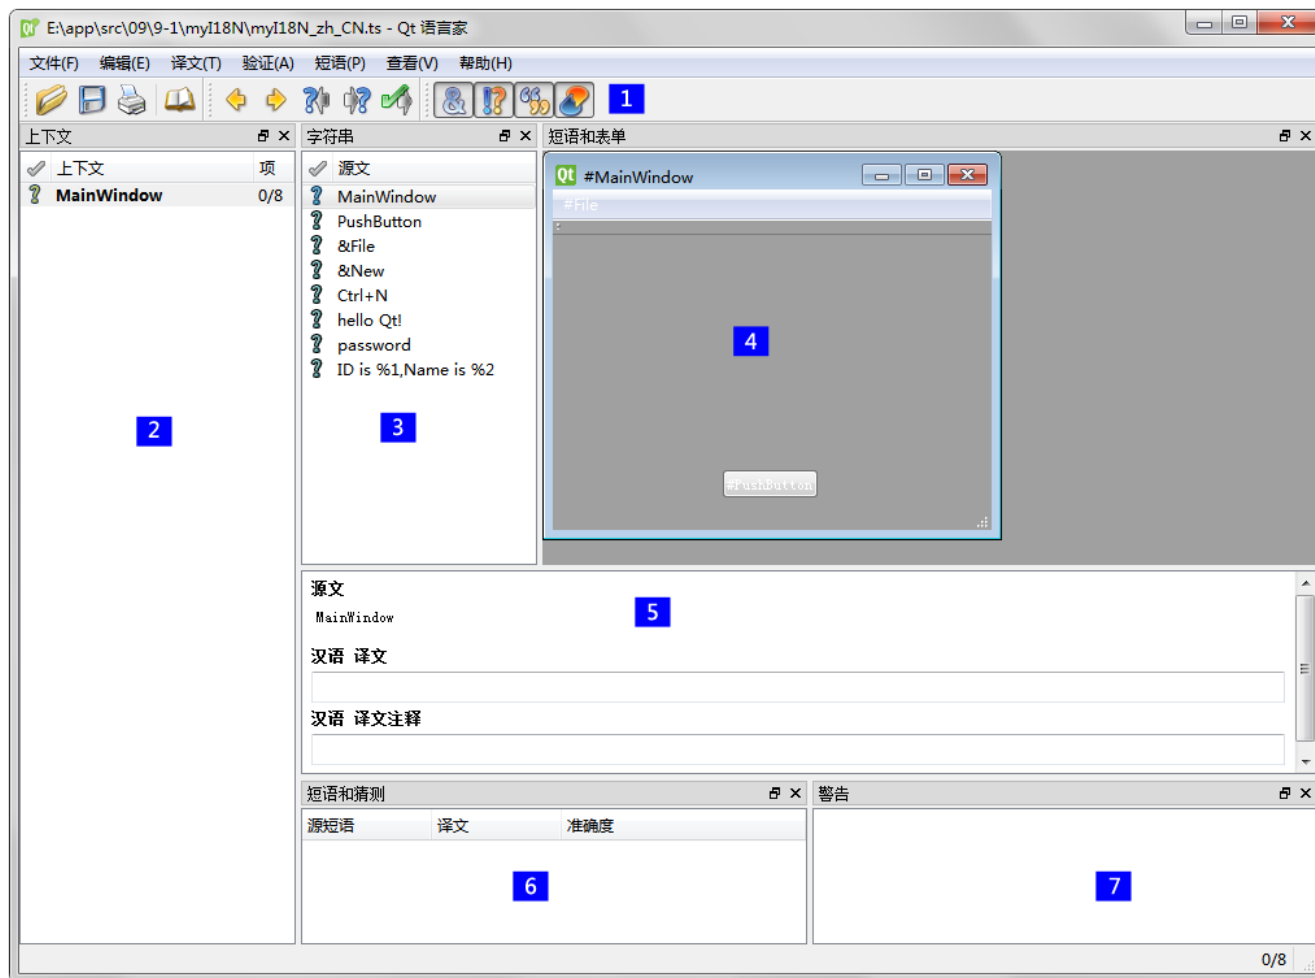 E:\app\src\09\9-1\myI18N\myI18N_zh_CN.ts - Qt 语言家
文件(F) 编辑(E) 译文(T) 验证(A) 短语(P) 查看(V) 帮助(H)
1
上下文
上下文 项
MainWindow 0/8
2
字符串
源文
MainWindow
PushButton
&File
&New
Ctrl+N
hello Qt!
password
ID is %1,Name is %2
3
短语和表单
Qt #MainWindow
#File
4
#PushButton
源文
MainWindow
5
汉语 译文
汉语 译文注释
短语和猜测
源短语 译文 准确度
6
警告
7
0/8